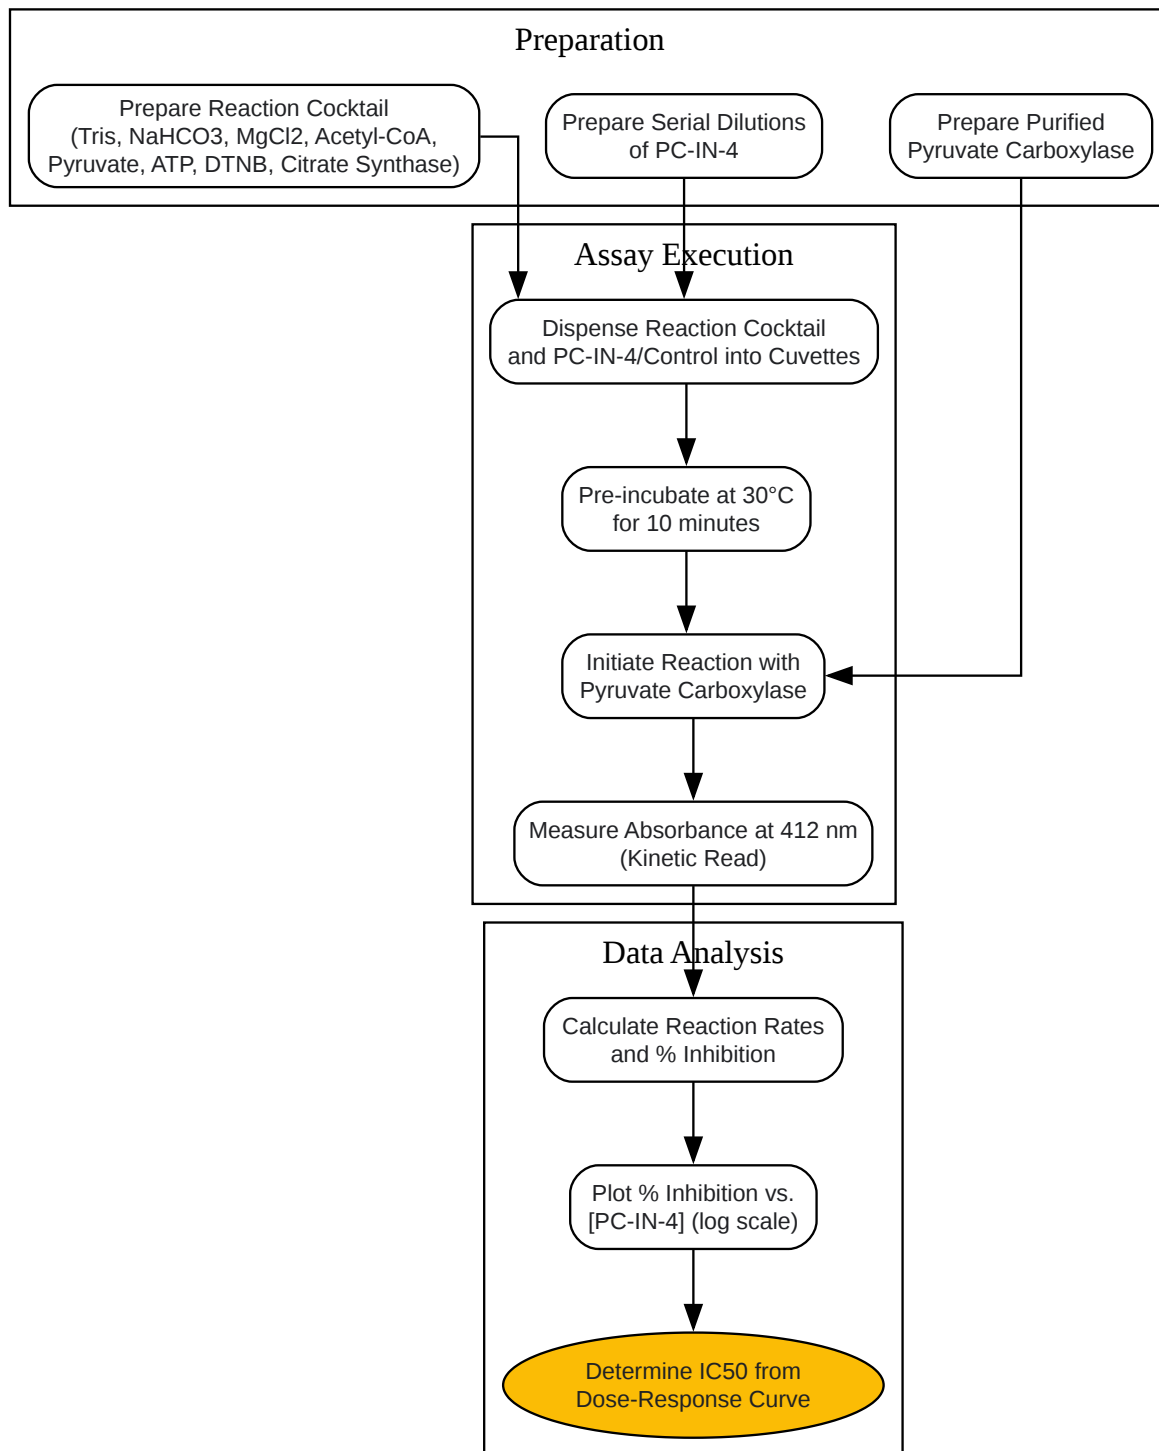 Preparation
Prepare Reaction Cocktail
(Tris, NaHCO3, MgCl2, Acetyl-CoA,
Pyruvate, ATP, DTNB, Citrate Synthase)
Prepare Serial Dilutions
of PC-IN-4
Prepare Purified
Pyruvate Carboxylase
Assay Execution
Dispense Reaction Cocktail
and PC-IN-4/Control into Cuvettes
Pre-incubate at 30°C
for 10 minutes
Initiate Reaction with
Pyruvate Carboxylase
Measure Absorbance at 412 nm
(Kinetic Read)
Data Analysis
Calculate Reaction Rates
and % Inhibition
Plot % Inhibition vs.
[PC-IN-4] (log scale)
Determine IC50 from
Dose-Response Curve